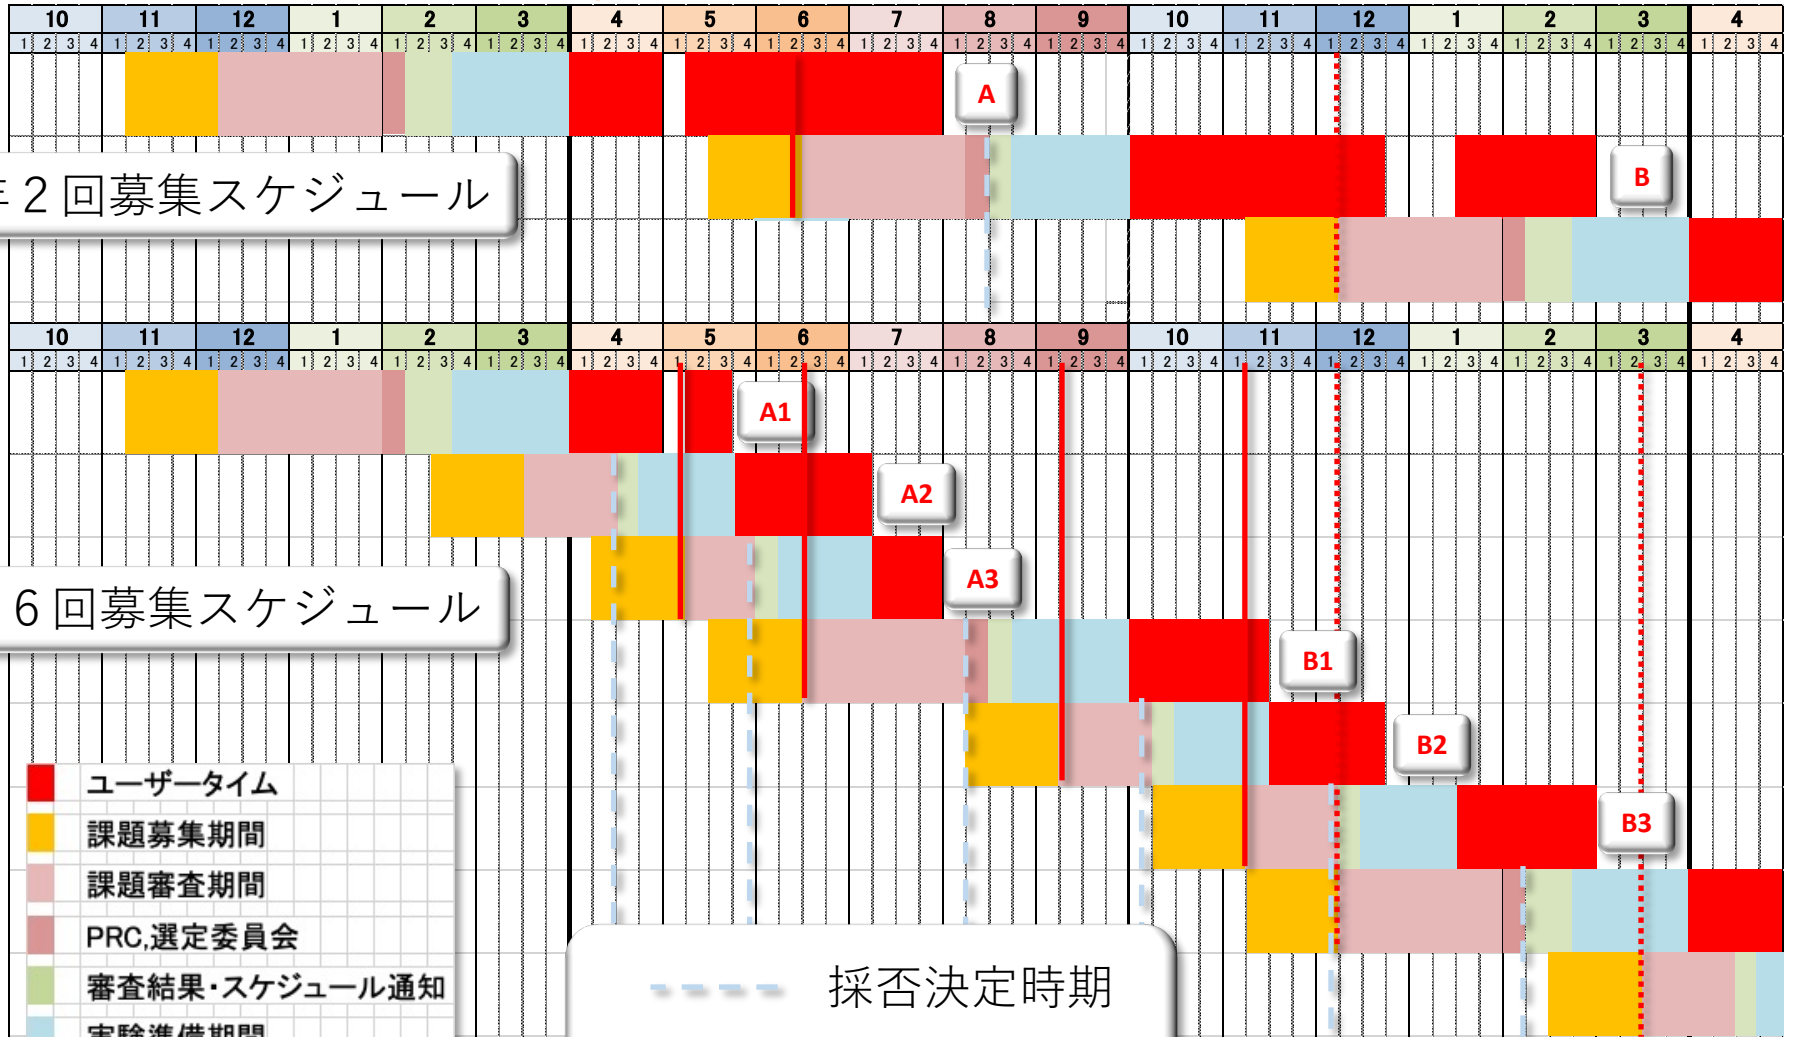 10 11 12 1 2 3 4 5 6 7 8 9 10 11 12 1 2 3 4
1 2 3 4 1 2 3 4 1 2 3 4 1 2 3 4 1 2 3 4 1 2 3 4 1 2 3 4 1 2 3 4 1 2 3 4 1 2 3 4 1 2 3 4 1 2 3 4 1 2 3 4 1 2 3 4 1 2 3 4 1 2 3 4 1 2 3 4 1 2 3 4 1 2 3 4
A
年2回募集スケジュール
B
10 11 12 1 2 3 4 5 6 7 8 9 10 11 12 1 2 3 4
1 2 3 4 1 2 3 4 1 2 3 4 1 2 3 4 1 2 3 4 1 2 3 4 1 2 3 4 1 2 3 4 1 2 3 4 1 2 3 4 1 2 3 4 1 2 3 4 1 2 3 4 1 2 3 4 1 2 3 4 1 2 3 4 1 2 3 4 1 2 3 4 1 2 3 4
A1
A2
A3
6回募集スケジュール
B1
B2
B3
ユーザータイム
課題募集期間
課題審査期間
PRC,選定委員会
審査結果・スケジュール通知
実験準備期間
採否決定時期